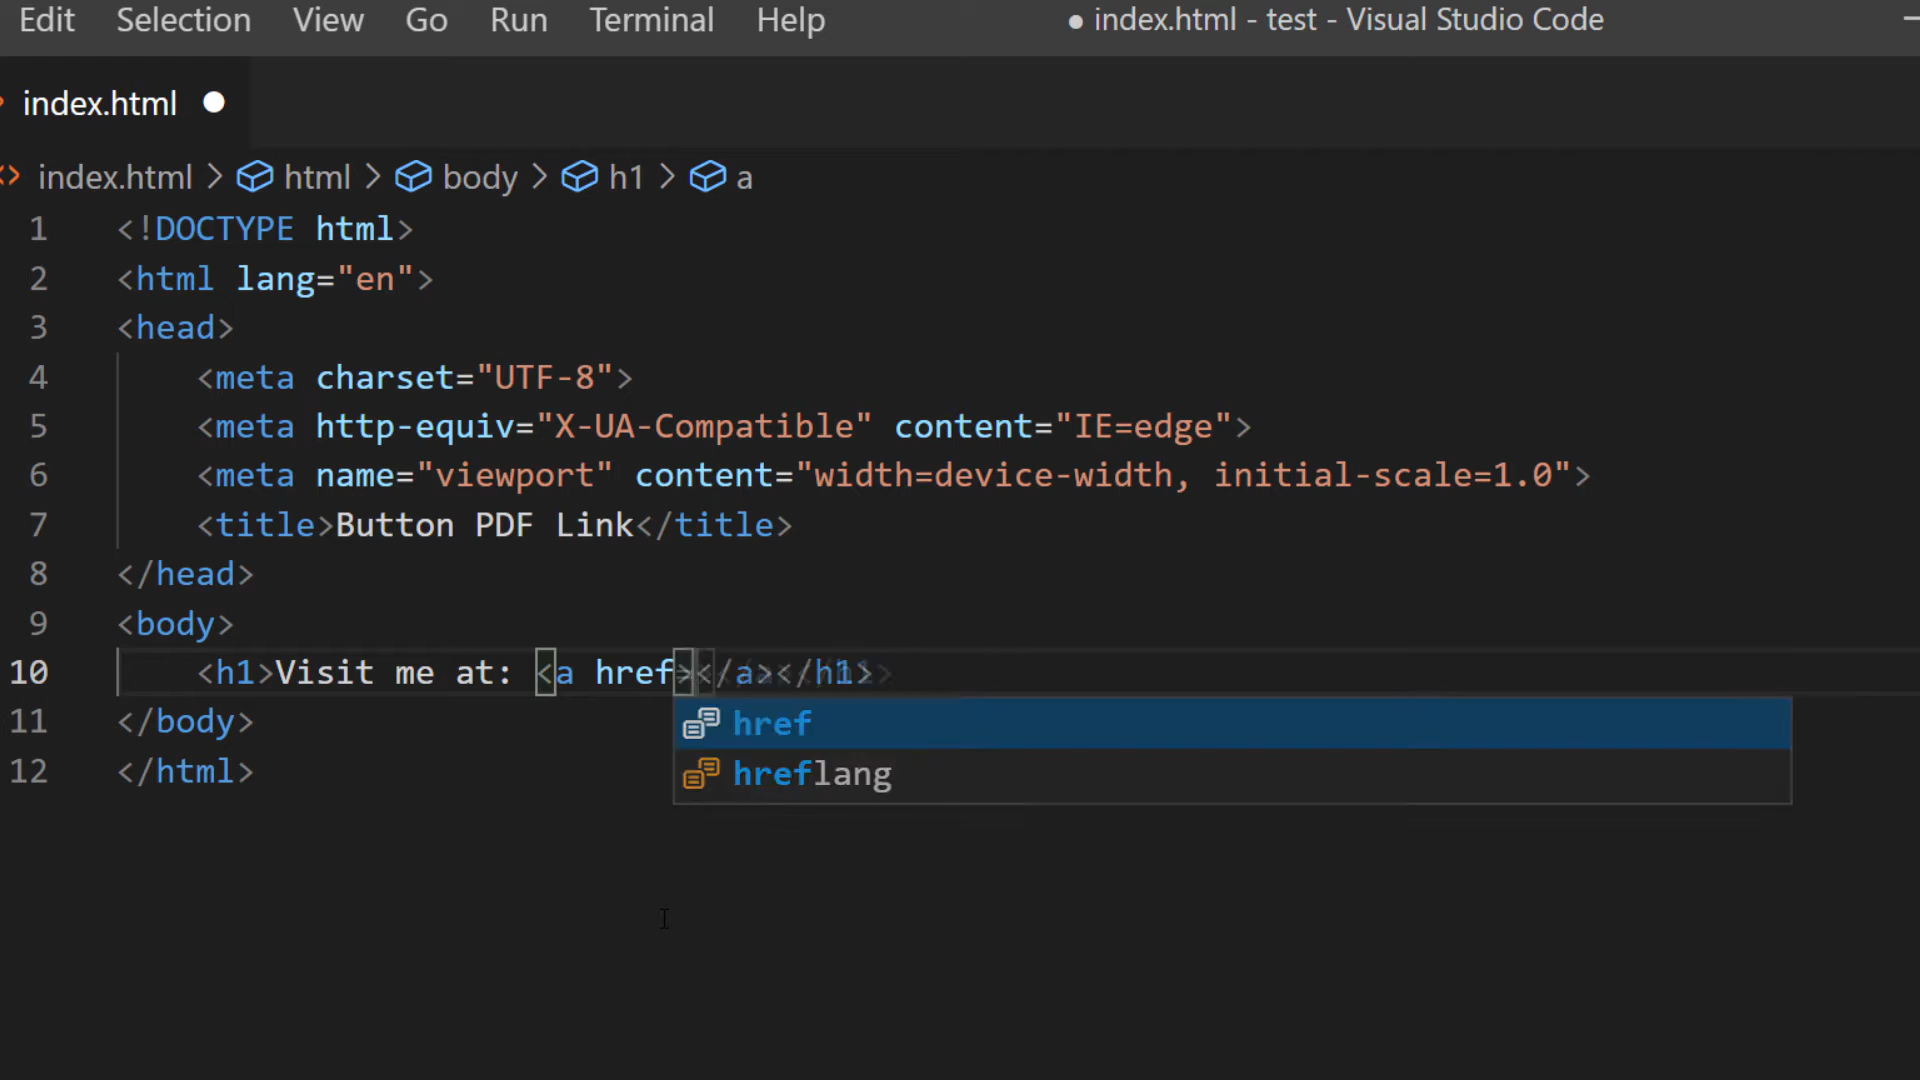 Edit Selection View Go Run Terminal Help ● index.html - test - Visual Studio Code
index.html ●
index.html > html > body > h1 > a
1 <!DOCTYPE html>
2 <html lang="en">
3 <head>
4 <meta charset="UTF-8">
5 <meta http-equiv="X-UA-Compatible" content="IE=edge">
6 <meta name="viewport" content="width=device-width, initial-scale=1.0">
7 <title>Button PDF Link</title>
8 </head>
9 <body>
10 <h1>Visit me at: <a href></a></h1>
11 </body>
12 </html>
href
hreflang